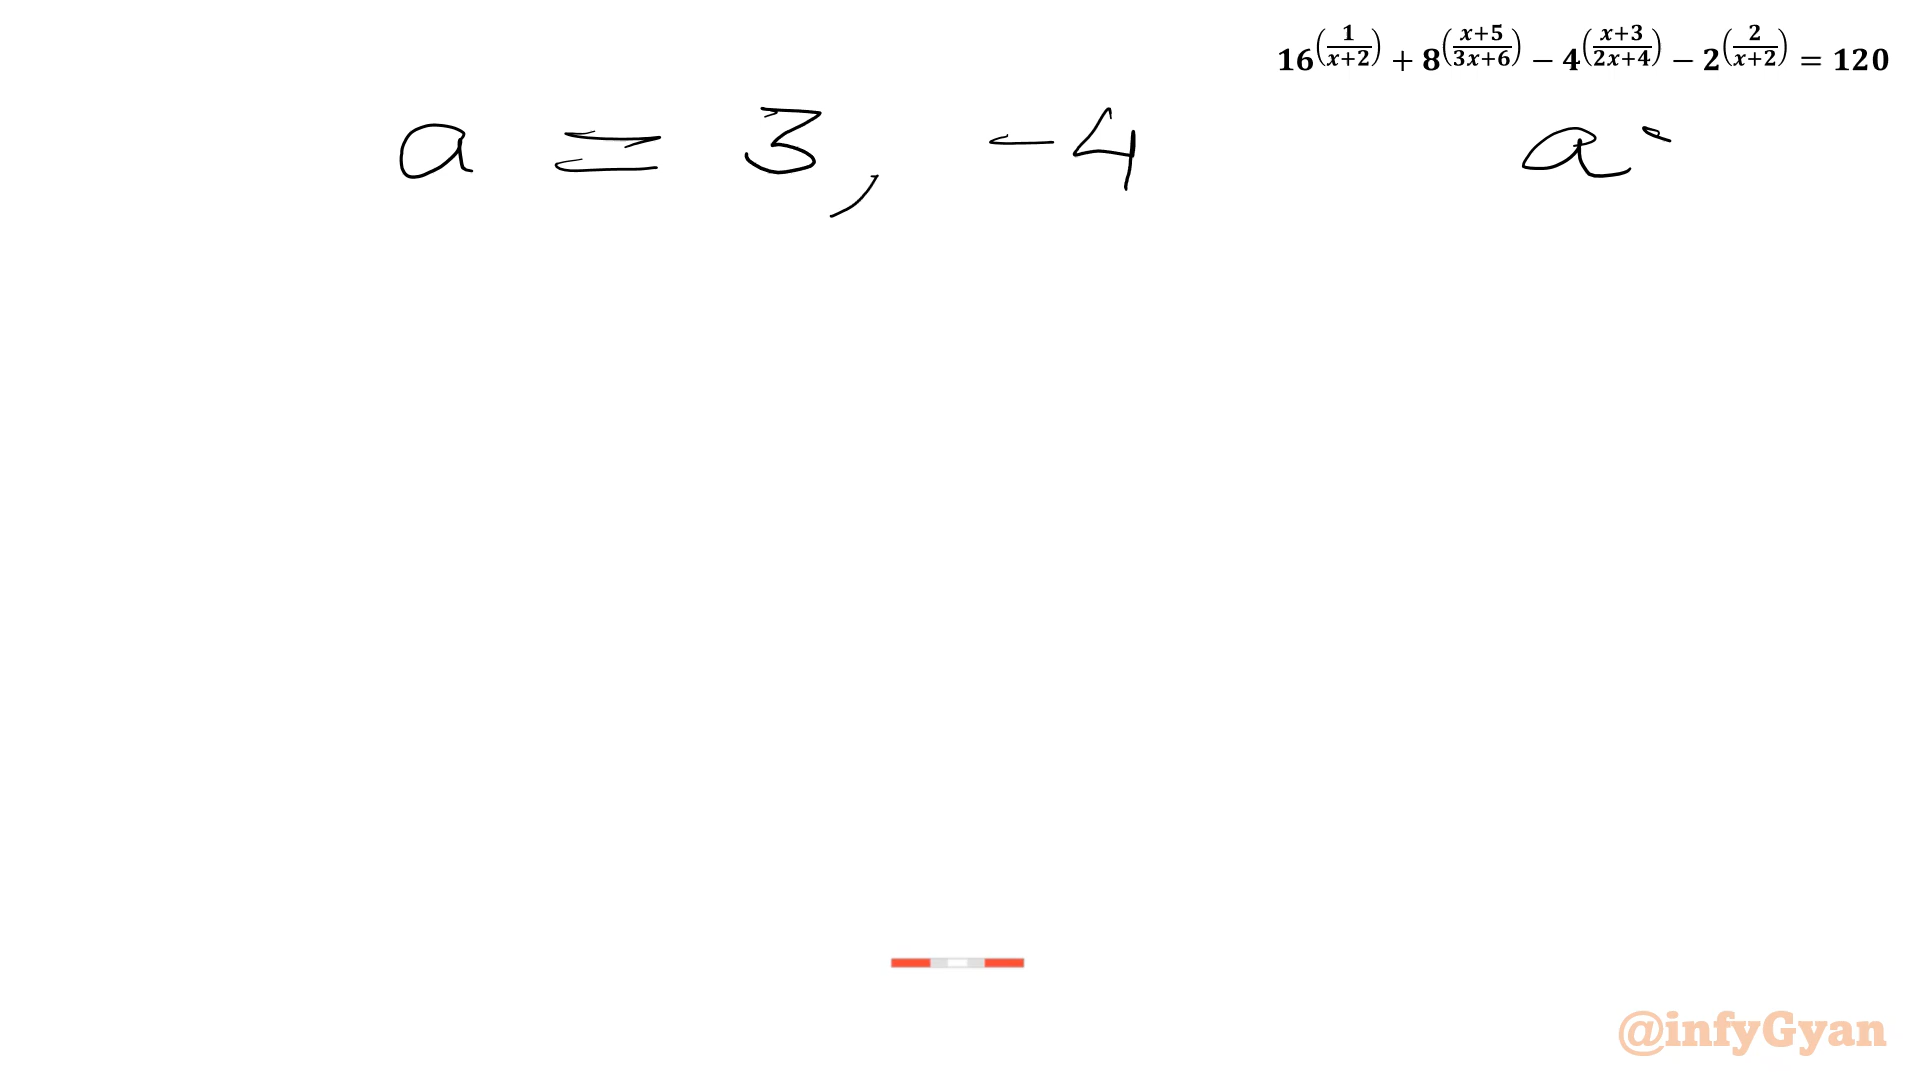 16^(1/(x+2)) + 8^((x+5)/(3x+6)) − 4^((x+3)/(2x+4)) − 2^(2/(x+2)) = 120
a = 3, -4 a
@infyGyan